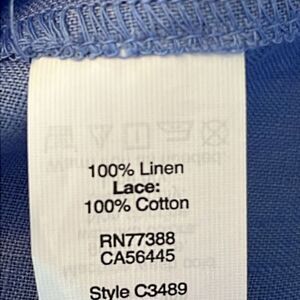 100% Linen
Lace:
100% Cotton
RN77388
CA56445
Style C3489